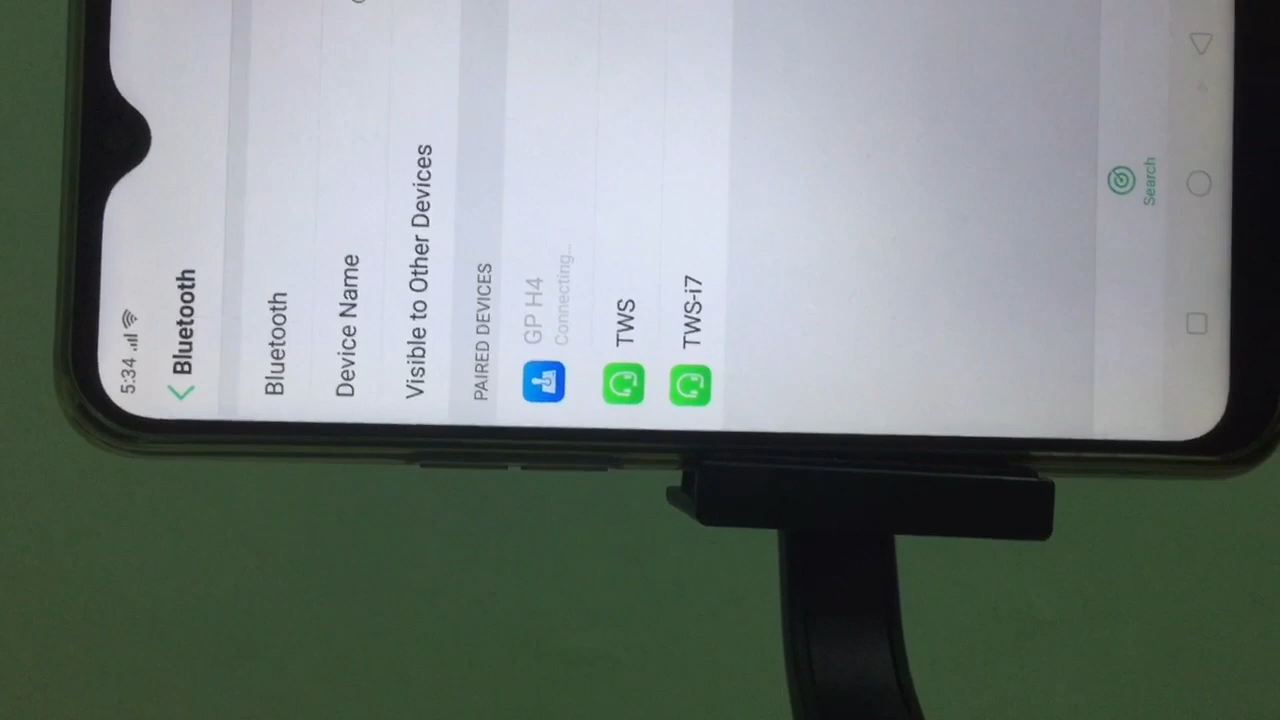 5:34
Bluetooth
Bluetooth
Device Name
Visible to Other Devices
PAIRED DEVICES
GP H4
Connecting...
TWS
TWS-i7
Search